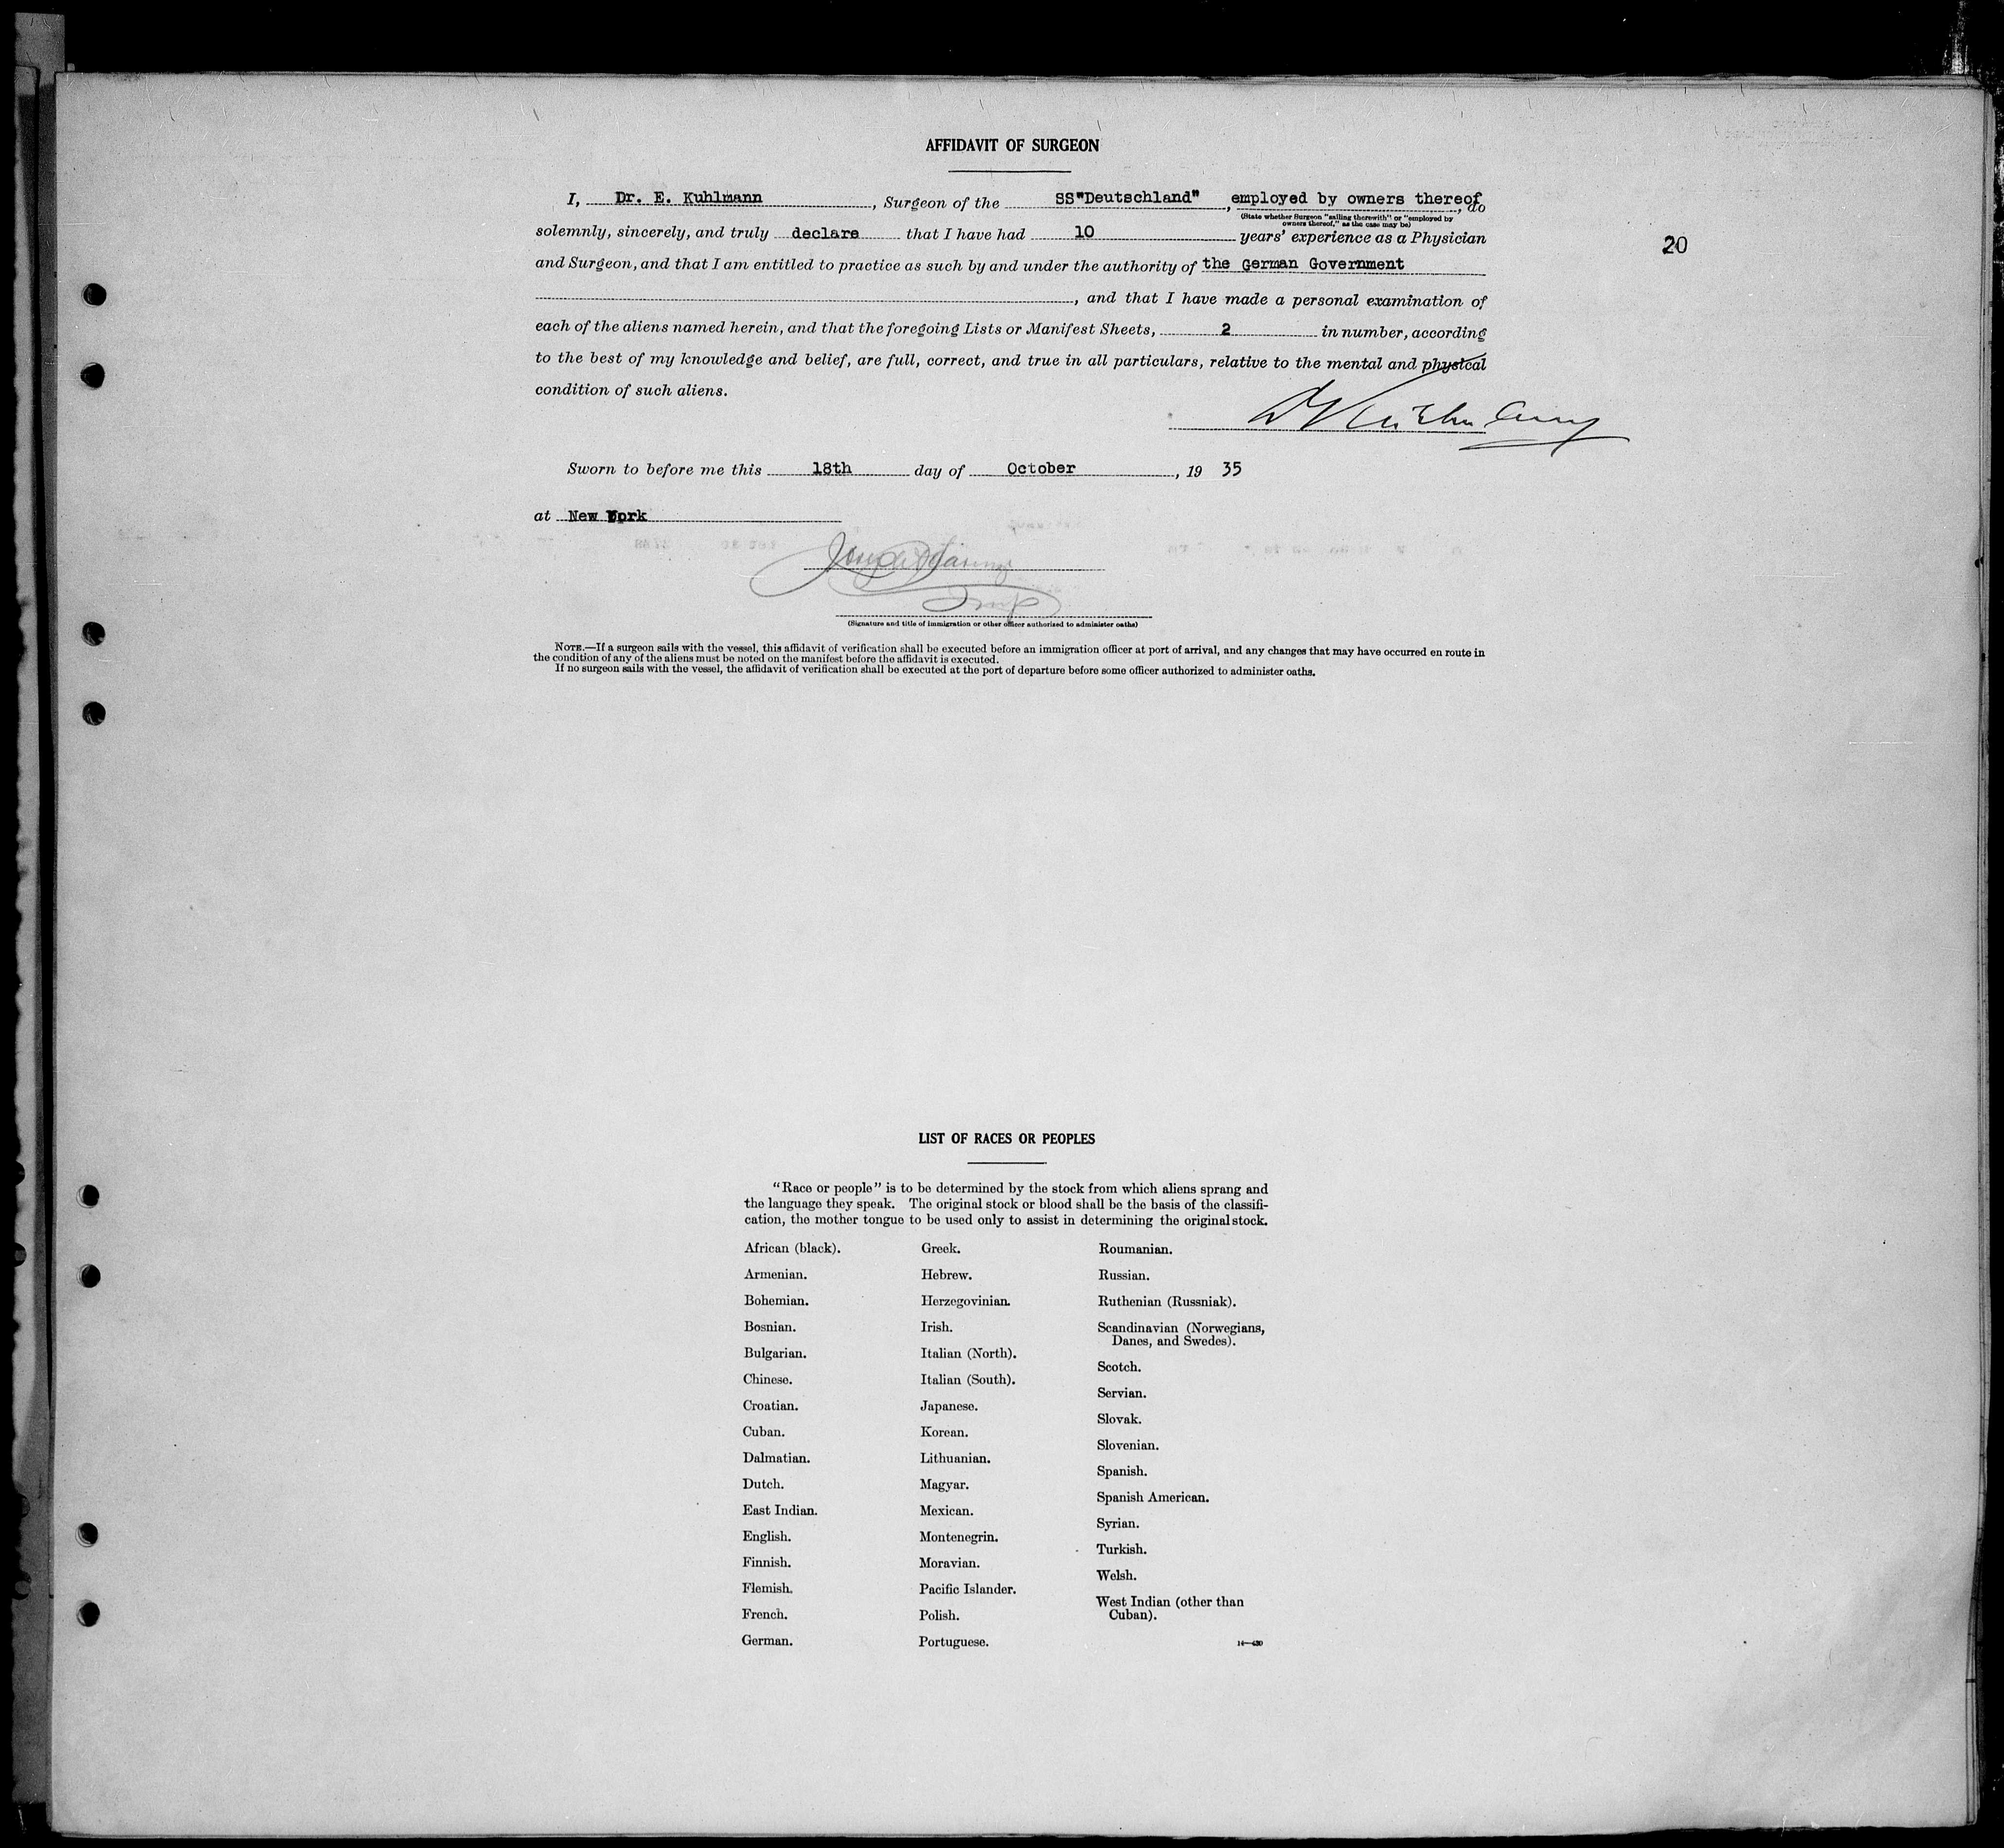 AFFIDAVIT OF SURGEON
I, Dr. E. Kuhlmann, Surgeon of the SS"Deutschland", employed by owners thereof, do
(State whether Surgeon "sailing therewith" or "employed by
owners thereof," as the case may be)
solemnly, sincerely, and truly declare that I have had 10 years' experience as a Physician
20
and Surgeon, and that I am entitled to practice as such by and under the authority of the German Government
, and that I have made a personal examination of
each of the aliens named herein, and that the foregoing Lists or Manifest Sheets, 2 in number, according
to the best of my knowledge and belief, are full, correct, and true in all particulars, relative to the mental and physical
condition of such aliens.
Sworn to before me this 18th day of October, 19 35
at New York
(Signature and title of immigration or other officer authorized to administer oaths)
NOTE.—If a surgeon sails with the vessel, this affidavit of verification shall be executed before an immigration officer at port of arrival, and any changes that may have occurred en route in
the condition of any of the aliens must be noted on the manifest before the affidavit is executed.
If no surgeon sails with the vessel, the affidavit of verification shall be executed at the port of departure before some officer authorized to administer oaths.
LIST OF RACES OR PEOPLES
"Race or people" is to be determined by the stock from which aliens sprang and
the language they speak. The original stock or blood shall be the basis of the classifi-
cation, the mother tongue to be used only to assist in determining the original stock.
African (black).
Armenian.
Bohemian.
Bosnian.
Bulgarian.
Chinese.
Croatian.
Cuban.
Dalmatian.
Dutch.
East Indian.
English.
Finnish.
Flemish.
French.
German.
Greek.
Hebrew.
Herzegovinian.
Irish.
Italian (North).
Italian (South).
Japanese.
Korean.
Lithuanian.
Magyar.
Mexican.
Montenegrin.
Moravian.
Pacific Islander.
Polish.
Portuguese.
Roumanian.
Russian.
Ruthenian (Russniak).
Scandinavian (Norwegians,
Danes, and Swedes).
Scotch.
Servian.
Slovak.
Slovenian.
Spanish.
Spanish American.
Syrian.
Turkish.
Welsh.
West Indian (other than
Cuban).